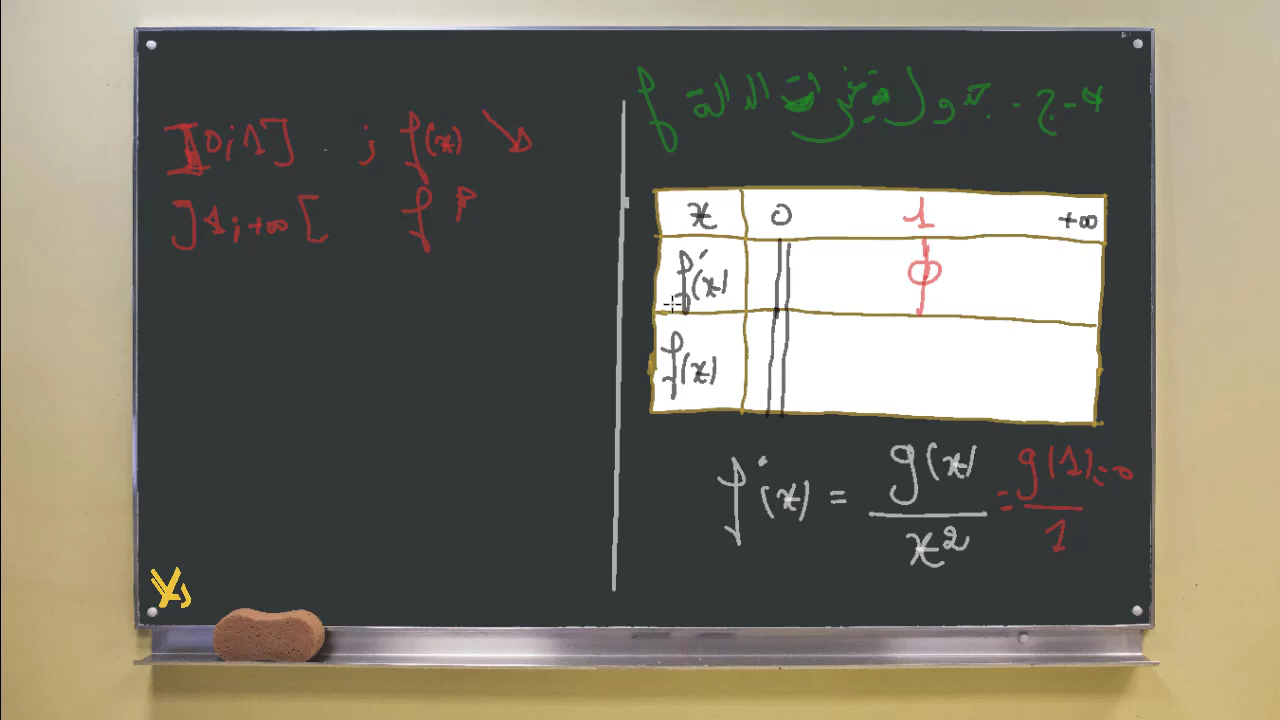 4 - ج - جدول تغيرات الدالة f
]0;1] ; f(x) ↘
]1;+∞[ f ↗
x 0 1 +∞
f'(x) 0
f(x)
f'(x) = g(x)/x² = g(1)/1 = 0